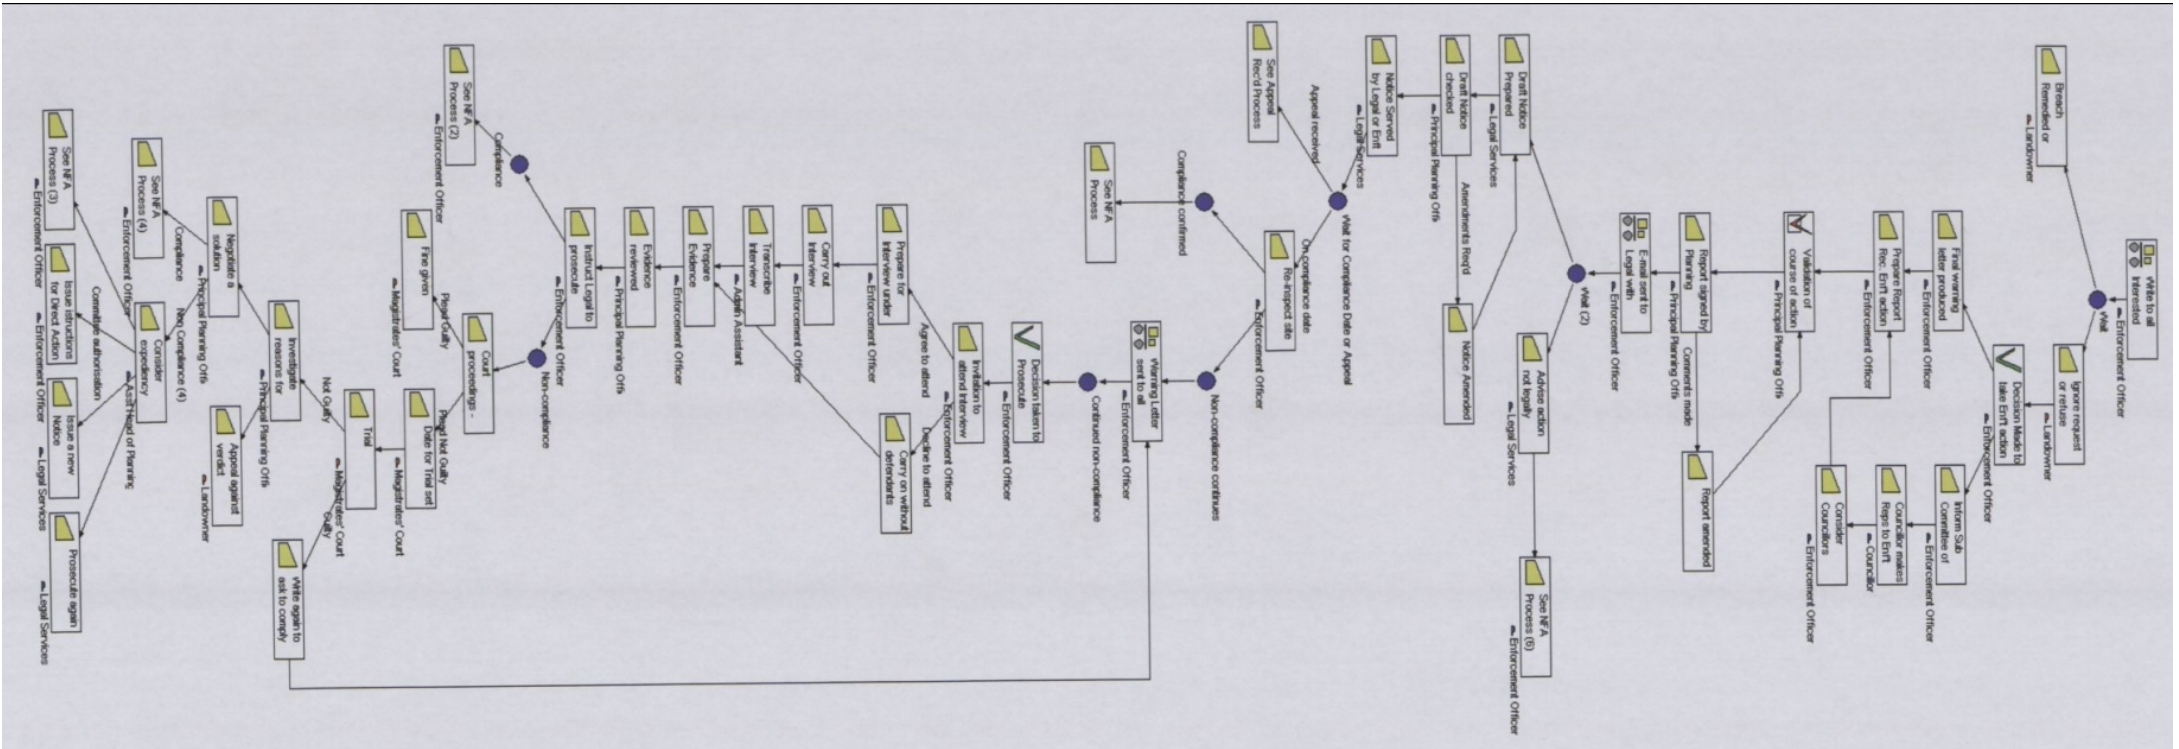 Write to all
interested
Enforcement Officer
Wait
Breach
Remedied or
Landowner
Ignore request
or refuse
Landowner
Decision Made to
take Enf't action
Enforcement Officer
Final warning
letter produced
Enforcement Officer
Inform Sub
Committee of
Enforcement Officer
Prepare Report
Rec. Enf't action
Enforcement Officer
Councillor makes
Reps to Enf't
Councillor
Consider
Councillors
Enforcement Officer
Validation of
course of action
Principal Planning Offi
Report signed by
Planning
Principal Planning Offi
Comments made
Report amended
E-mail sent to
Legal with
Enforcement Officer
Wait (2)
Draft Notice
Prepared
Legal Services
Advise action
not legally
Legal Services
See NFA
Process (6)
Enforcement Officer
Draft Notice
checked
Principal Planning Offi
Amendments Req'd
Notice Amended
Notice Served
by Legal or Enft
Legal Services
Wait for Compliance Date or Appeal
Appeal received
On compliance date
See Appeal
Rec'd Process
Re-inspect site
Enforcement Officer
Compliance confirmed
Non-compliance continues
See NFA
Process
Warning Letter
sent to all
Enforcement Officer
Continued non-compliance
Decision taken to
Prosecute
Enforcement Officer
Invitation to
attend Interview
Enforcement Officer
Agree to attend
Decline to attend
Prepare for
Interview under
Enforcement Officer
Carry on without
defendants
Carry out
Interview
Enforcement Officer
Transcribe
Interview
Admin Assistant
Prepare
Evidence
Enforcement Officer
Evidence
reviewed
Principal Planning Offi
Instruct Legal to
prosecute
Enforcement Officer
Compliance
Non-compliance
See NFA
Process (2)
Enforcement Officer
Court
proceedings -
Plead Guilty
Plead Not Guilty
Fine given
Magistrates' Court
Date for Trial set
Magistrates' Court
Trial
Magistrates' Court
Not Guilty
Guilty
Investigate
reasons for
Principal Planning Offi
Write again to
ask to comply
Negotiate a
solution
Principal Planning Offi
Appeal against
verdict
Landowner
Compliance
Non Compliance (4)
See NFA
Process (4)
Enforcement Officer
Consider
expediency
Ass't Head of Planning
Committee authorisation
See NFA
Process (3)
Enforcement Officer
Issue istructions
for Direct Action
Enforcement Officer
Issue a new
Notice
Legal Services
Prosecute again
Legal Services